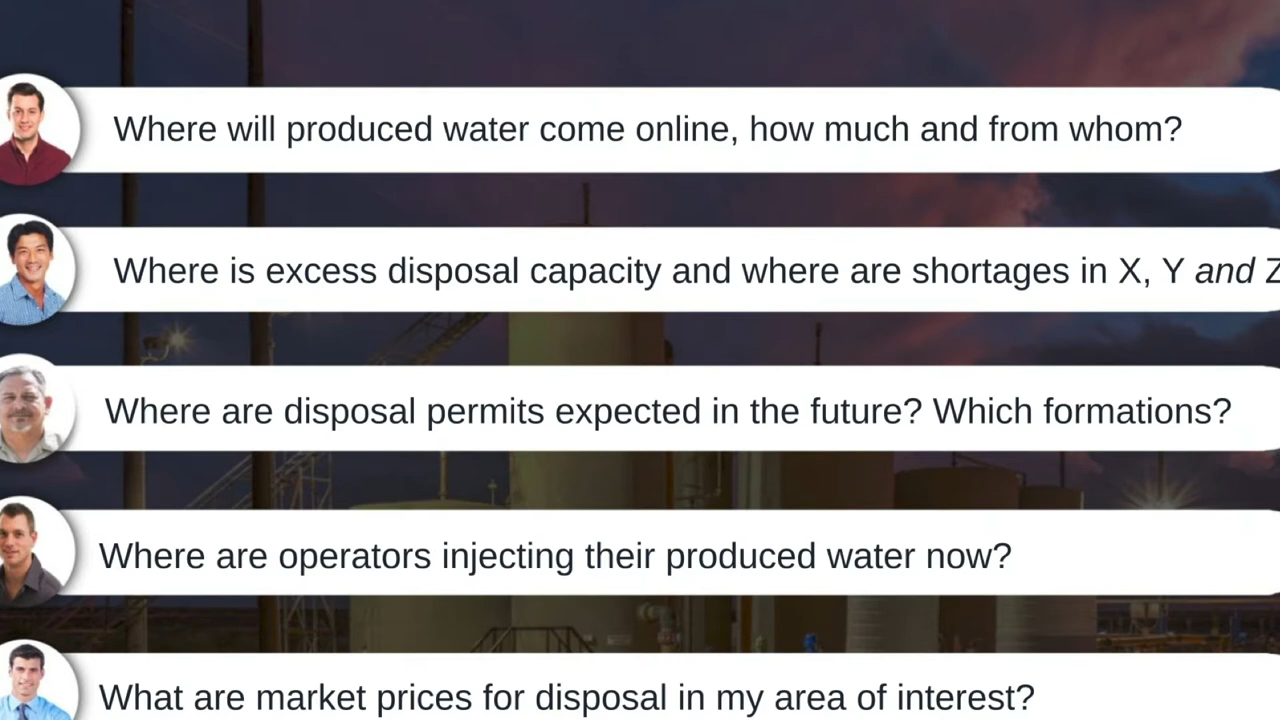 Where will produced water come online, how much and from whom?
Where is excess disposal capacity and where are shortages in X, Y and Z
Where are disposal permits expected in the future? Which formations?
Where are operators injecting their produced water now?
What are market prices for disposal in my area of interest?